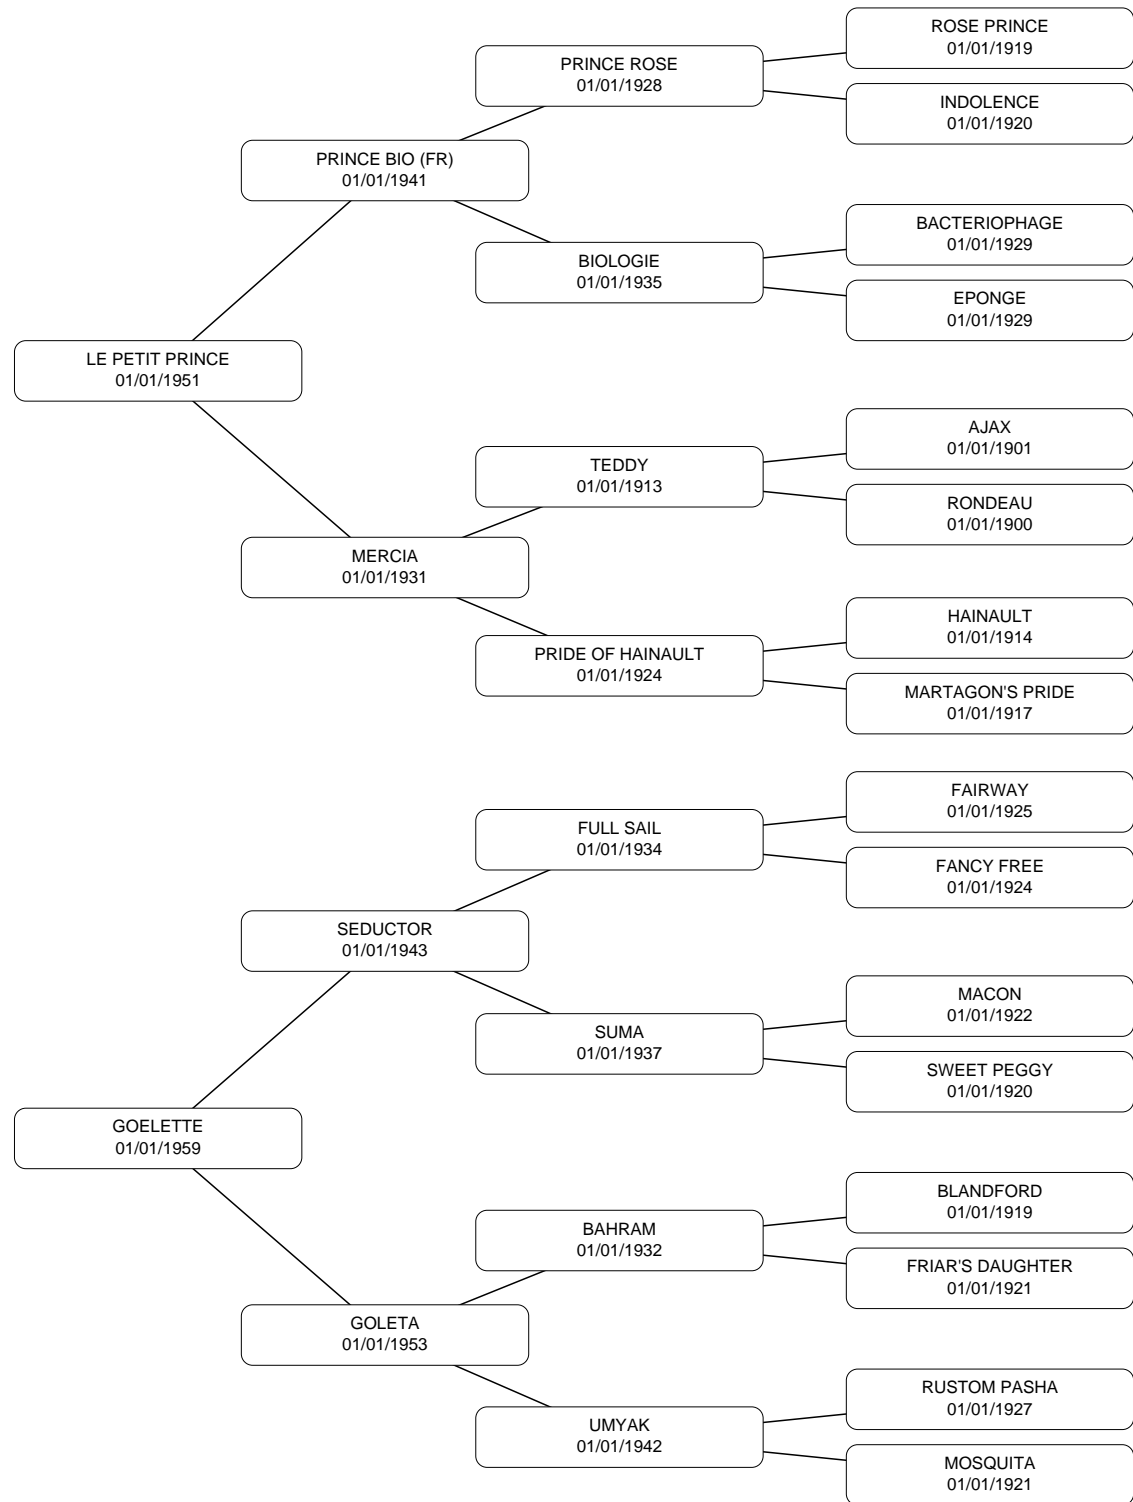 ROSE PRINCE
01/01/1919
PRINCE ROSE
01/01/1928
INDOLENCE
01/01/1920
PRINCE BIO (FR)
01/01/1941
BACTERIOPHAGE
01/01/1929
BIOLOGIE
01/01/1935
EPONGE
01/01/1929
LE PETIT PRINCE
01/01/1951
AJAX
01/01/1901
TEDDY
01/01/1913
RONDEAU
01/01/1900
MERCIA
01/01/1931
HAINAULT
01/01/1914
PRIDE OF HAINAULT
01/01/1924
MARTAGON'S PRIDE
01/01/1917
FAIRWAY
01/01/1925
FULL SAIL
01/01/1934
FANCY FREE
01/01/1924
SEDUCTOR
01/01/1943
MACON
01/01/1922
SUMA
01/01/1937
SWEET PEGGY
01/01/1920
GOELETTE
01/01/1959
BLANDFORD
01/01/1919
BAHRAM
01/01/1932
FRIAR'S DAUGHTER
01/01/1921
GOLETA
01/01/1953
RUSTOM PASHA
01/01/1927
UMYAK
01/01/1942
MOSQUITA
01/01/1921